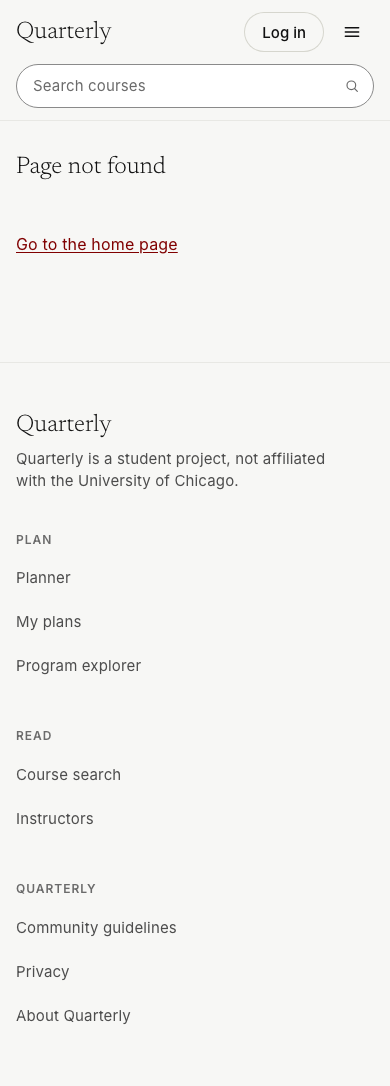 Quarterly
Log in
Search courses
Page not found
Go to the home page
Quarterly
Quarterly is a student project, not affiliated
with the University of Chicago.
PLAN
Planner
My plans
Program explorer
READ
Course search
Instructors
QUARTERLY
Community guidelines
Privacy
About Quarterly